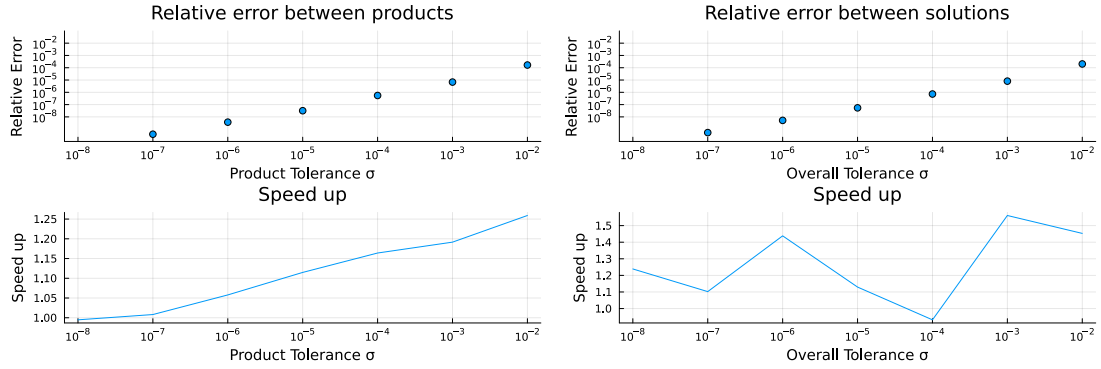 Relative error between products
Relative Error
10⁻²
10⁻³
10⁻⁴
10⁻⁵
10⁻⁶
10⁻⁷
10⁻⁸
10⁻⁸ 10⁻⁷ 10⁻⁶ 10⁻⁵ 10⁻⁴ 10⁻³ 10⁻²
Product Tolerance σ
Relative error between solutions
Relative Error
10⁻²
10⁻³
10⁻⁴
10⁻⁵
10⁻⁶
10⁻⁷
10⁻⁸
10⁻⁸ 10⁻⁷ 10⁻⁶ 10⁻⁵ 10⁻⁴ 10⁻³ 10⁻²
Overall Tolerance σ
Speed up
Speed up
1.25
1.20
1.15
1.10
1.05
1.00
10⁻⁸ 10⁻⁷ 10⁻⁶ 10⁻⁵ 10⁻⁴ 10⁻³ 10⁻²
Product Tolerance σ
Speed up
Speed up
1.5
1.4
1.3
1.2
1.1
1.0
10⁻⁸ 10⁻⁷ 10⁻⁶ 10⁻⁵ 10⁻⁴ 10⁻³ 10⁻²
Overall Tolerance σ